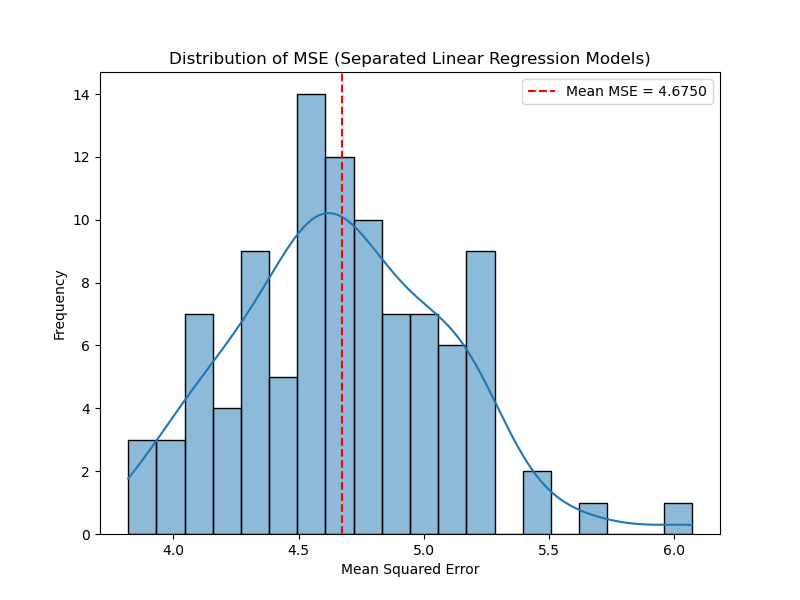 Distribution of MSE (Separated Linear Regression Models)
Mean MSE = 4.6750
14
12
10
8
6
4
2
0
Frequency
4.0 4.5 5.0 5.5 6.0
Mean Squared Error